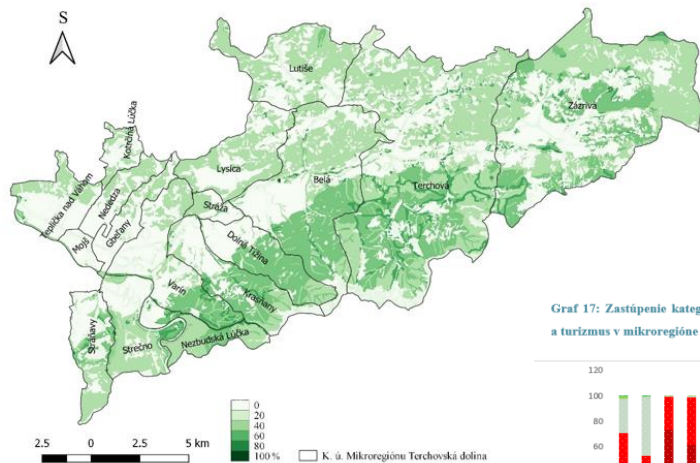 S
Lutiše
Zázrivá
Kotrčiná Lúčka
Lysica
Belá
Terchová
Teplička nad Váhom
Nededza
Stráža
Mojš
Gbeľany
Dolná Tižina
Varín
Krasňany
Stráňavy
Strečno
Nezbudská Lúčka
Graf 17: Zastúpenie kateg
a turizmus v mikroregióne
120
100
80
60
0
20
40
60
80
100 %
2.5 0 2.5 5 km
K. ú. Mikroregiónu Terchovská dolina